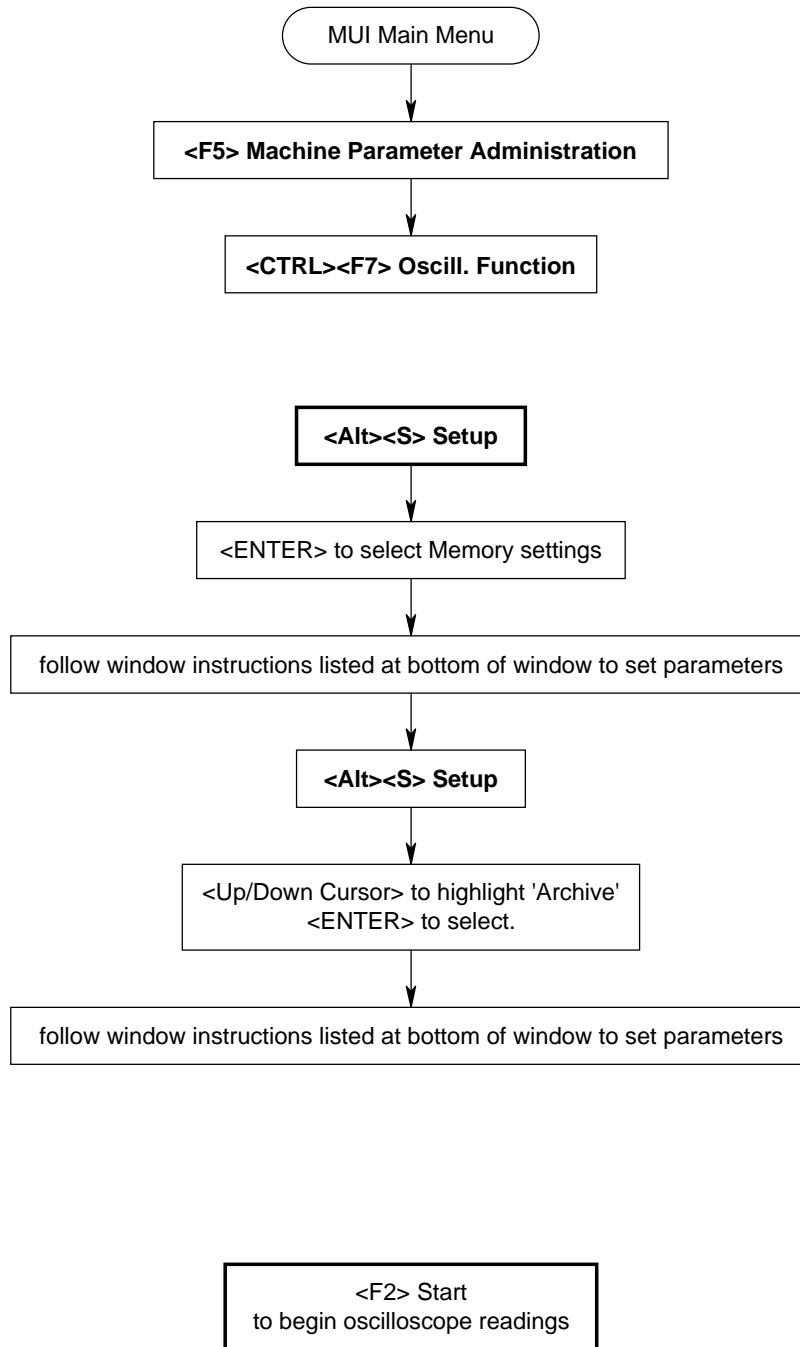 MUI Main Menu
<F5> Machine Parameter Administration
<CTRL><F7> Oscill. Function
<Alt><S> Setup
<ENTER> to select Memory settings
follow window instructions listed at bottom of window to set parameters
<Alt><S> Setup
<Up/Down Cursor> to highlight 'Archive'
<ENTER> to select.
follow window instructions listed at bottom of window to set parameters
<F2> Start
to begin oscilloscope readings